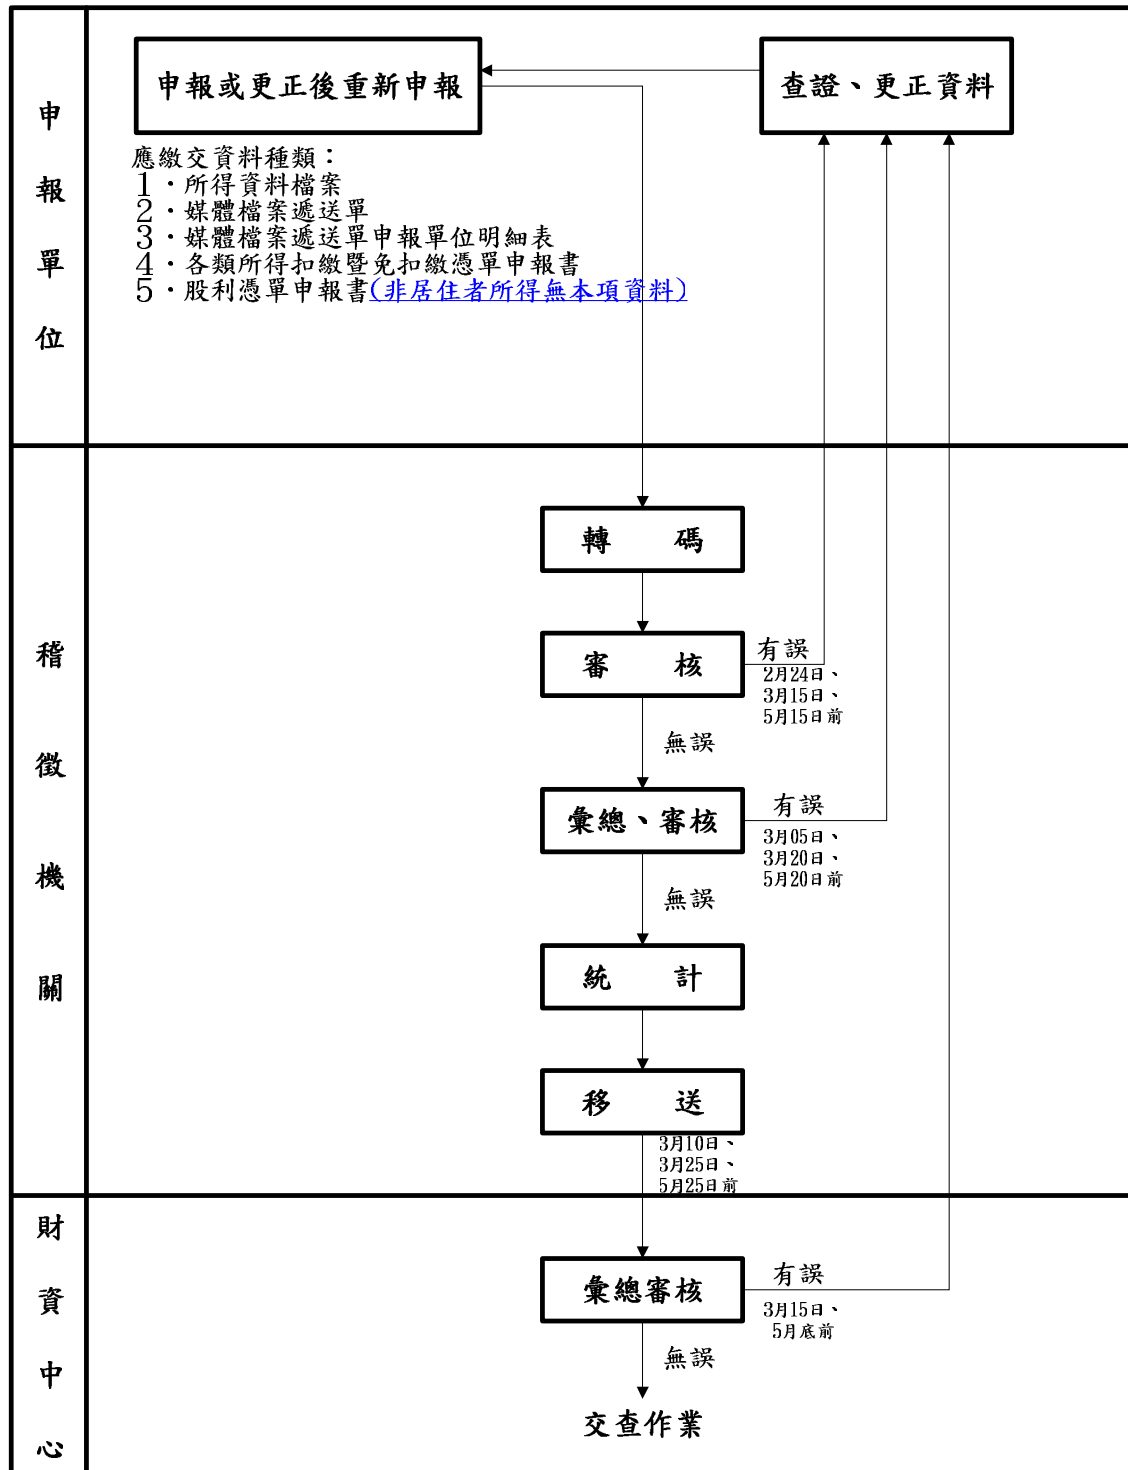 申報單位
申報或更正後重新申報
查證、更正資料
應繳交資料種類：
1・所得資料檔案
2・媒體檔案遞送單
3・媒體檔案遞送單申報單位明細表
4・各類所得扣繳暨免扣繳憑單申報書
5・股利憑單申報書(非居住者所得無本項資料)
稽徵機關
轉　碼
審　核
有誤
2月24日、
3月15日、
5月15日前
無誤
彙總、審核
有誤
3月05日、
3月20日、
5月20日前
無誤
統　計
移　送
3月10日、
3月25日、
5月25日前
財資中心
彙總審核
有誤
3月15日、
5月底前
無誤
交查作業